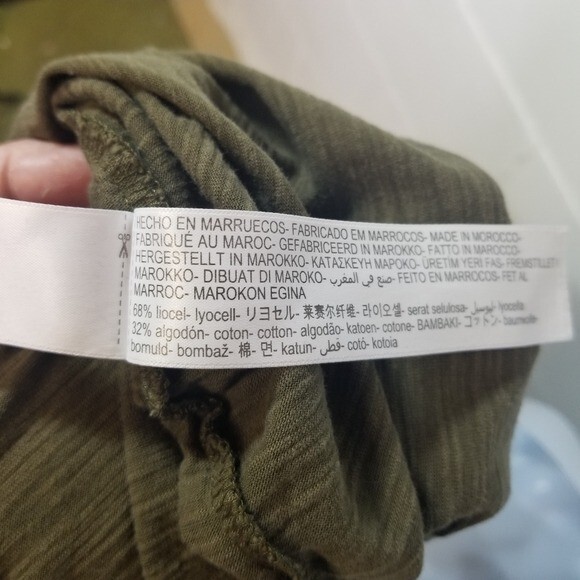 HECHO EN MARRUECOS- FABRICADO EM MARROCOS- MADE IN MOROCCO-
FABRIQUÉ AU MAROC- GEFABRICEERD IN MAROKKO- FATTO IN MAROCCO-
HERGESTELLT IN MAROKKO- ΚΑΤΑΣΚΕΥΗ ΜΑΡΟΚΟ- ÜRETIM YERI FAS- FREMSTILLET I
MAROKKO- DIBUAT DI MAROKO- صنع في المغرب- FEITO EN MARROCOS- FET AL
MARROC- MAROKON EGINA
68% liocel- lyocell- リヨセル- 莱赛尔纤维- 라이오셀- serat selulosa- ليوسيل- lyocella
32% algodón- coton- cotton- algodão- katoen- cotone- ΒΑΜΒΑΚΙ- コットン- baumwolle-
bomuld- bombaž- 棉- 면- katun- قطن- cotó- kotoia